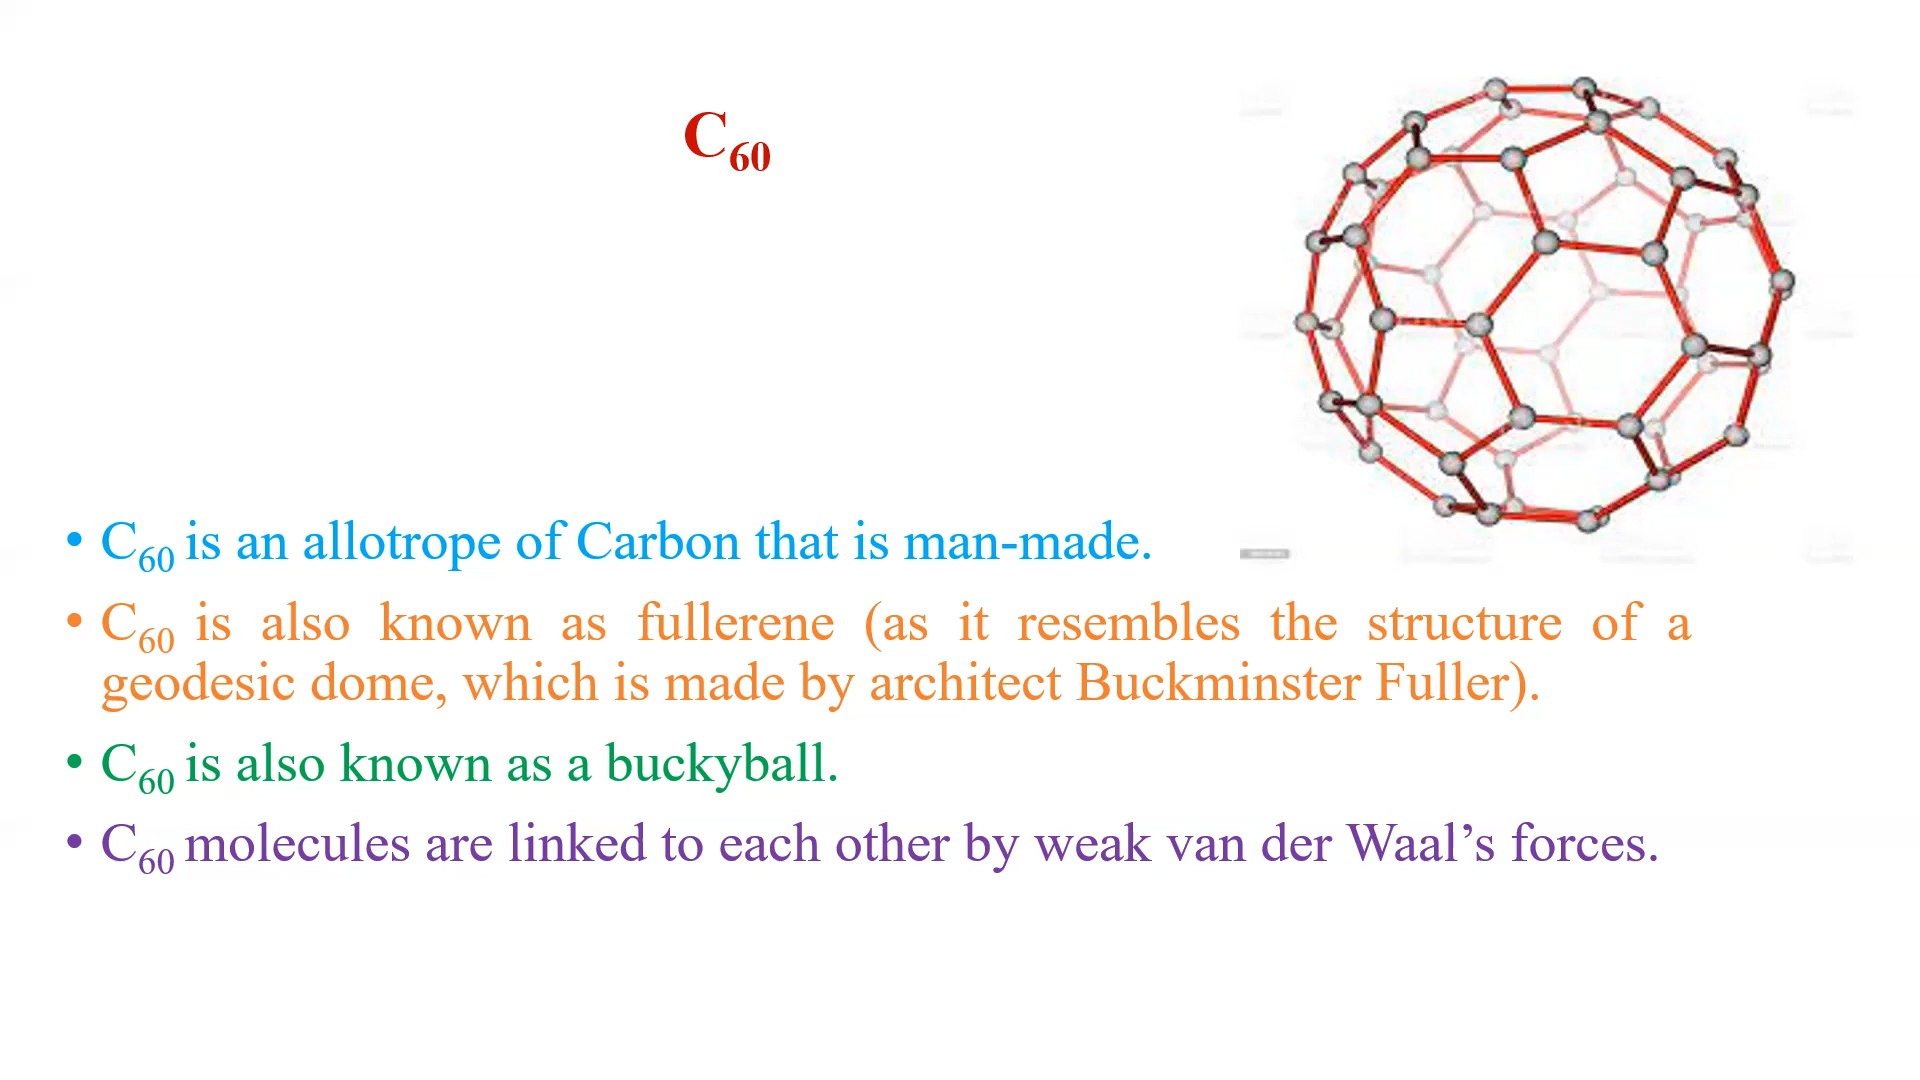 C₆₀
• C₆₀ is an allotrope of Carbon that is man-made.
• C₆₀ is also known as fullerene (as it resembles the structure of a
geodesic dome, which is made by architect Buckminster Fuller).
• C₆₀ is also known as a buckyball.
• C₆₀ molecules are linked to each other by weak van der Waal’s forces.